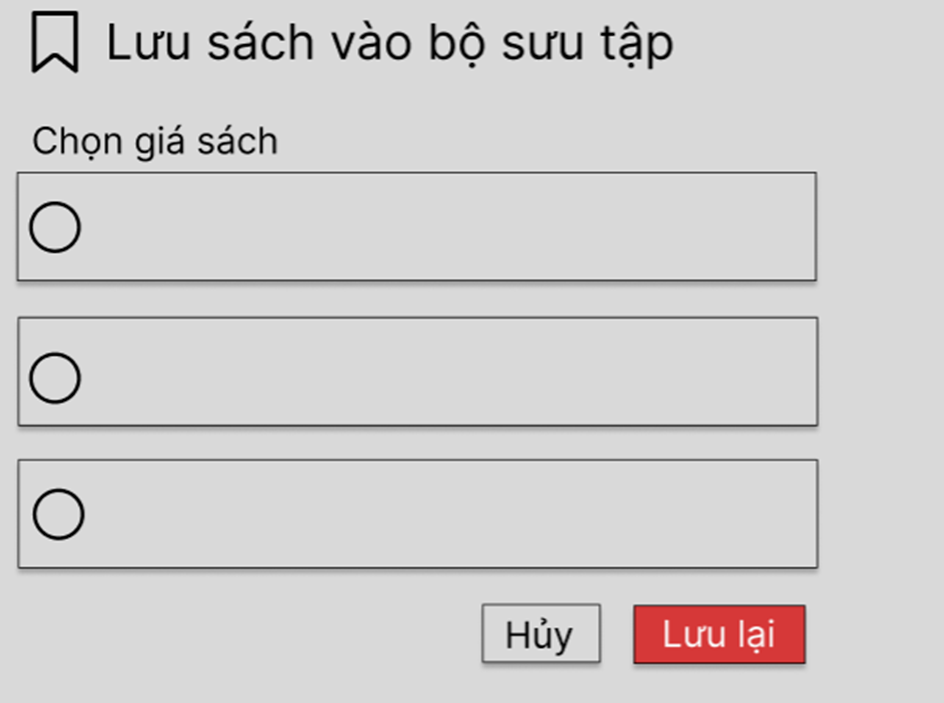 Lưu sách vào bộ sưu tập
Chọn giá sách
Hủy
Lưu lại